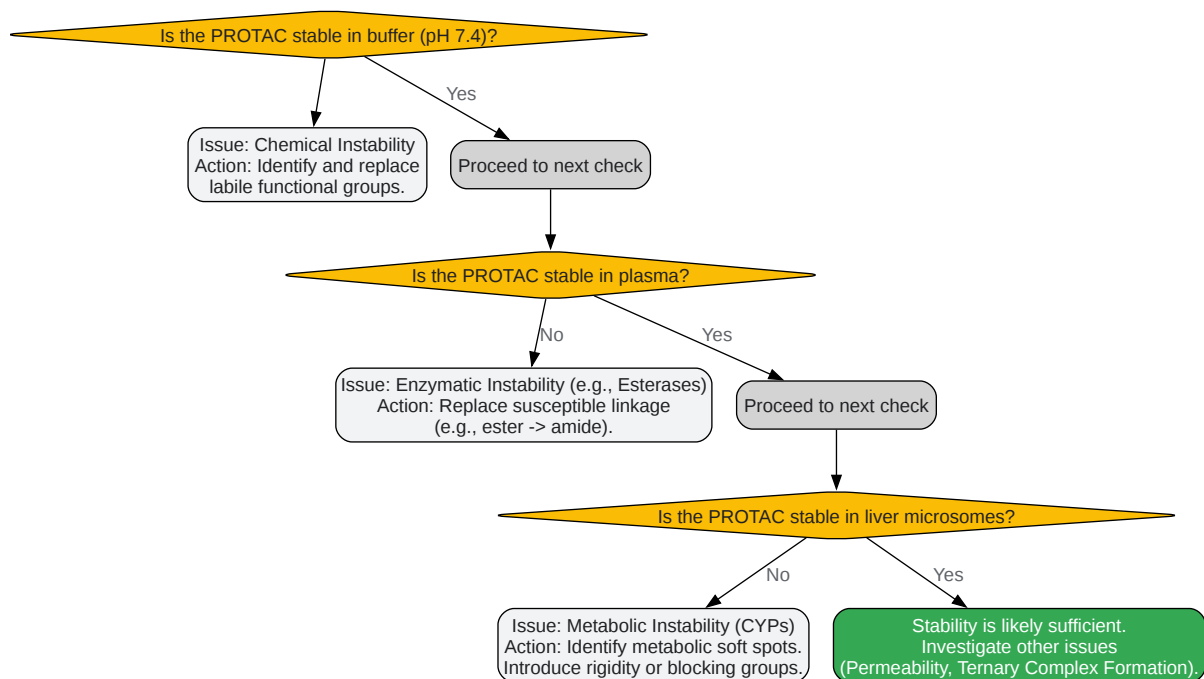 Is the PROTAC stable in buffer (pH 7.4)?
Yes
Issue: Chemical Instability
Action: Identify and replace
labile functional groups.
Proceed to next check
Is the PROTAC stable in plasma?
No
Yes
Issue: Enzymatic Instability (e.g., Esterases)
Action: Replace susceptible linkage
(e.g., ester -> amide).
Proceed to next check
Is the PROTAC stable in liver microsomes?
No
Yes
Issue: Metabolic Instability (CYPs)
Action: Identify metabolic soft spots.
Introduce rigidity or blocking groups.
Stability is likely sufficient.
Investigate other issues
(Permeability, Ternary Complex Formation).